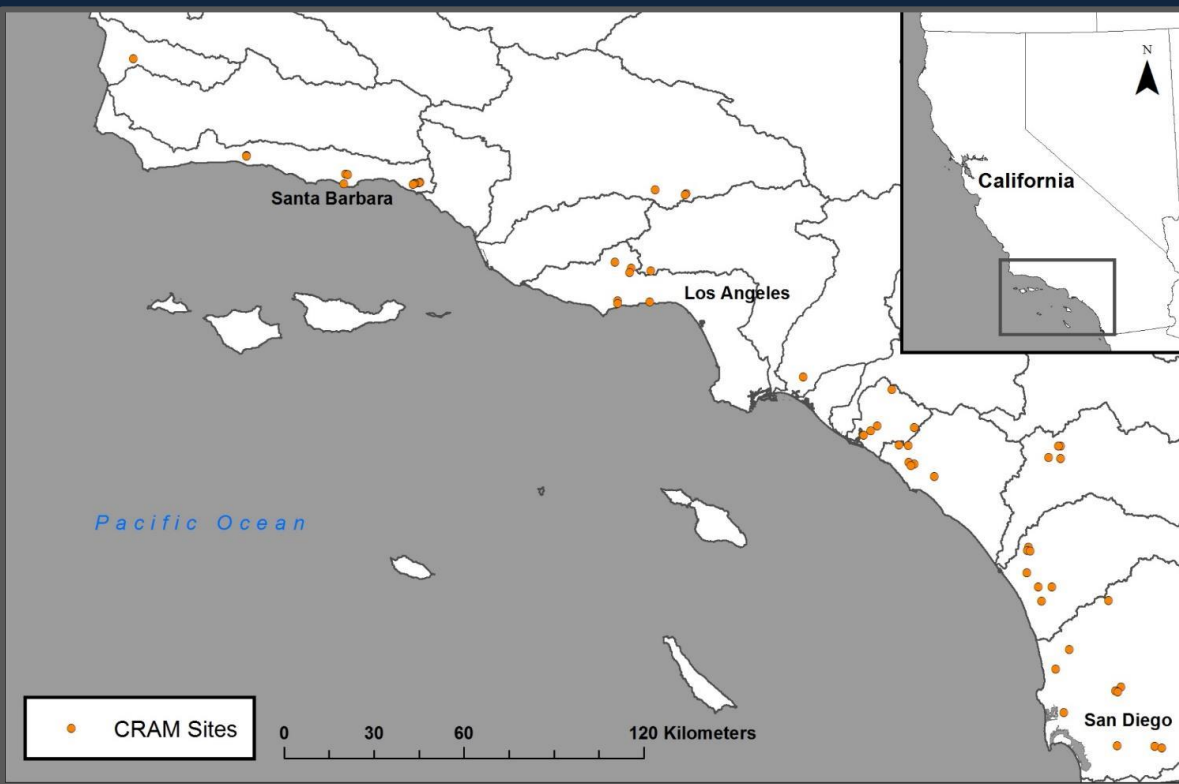 N
California
Santa Barbara
Los Angeles
Pacific Ocean
San Diego
CRAM Sites
0 30 60 120 Kilometers